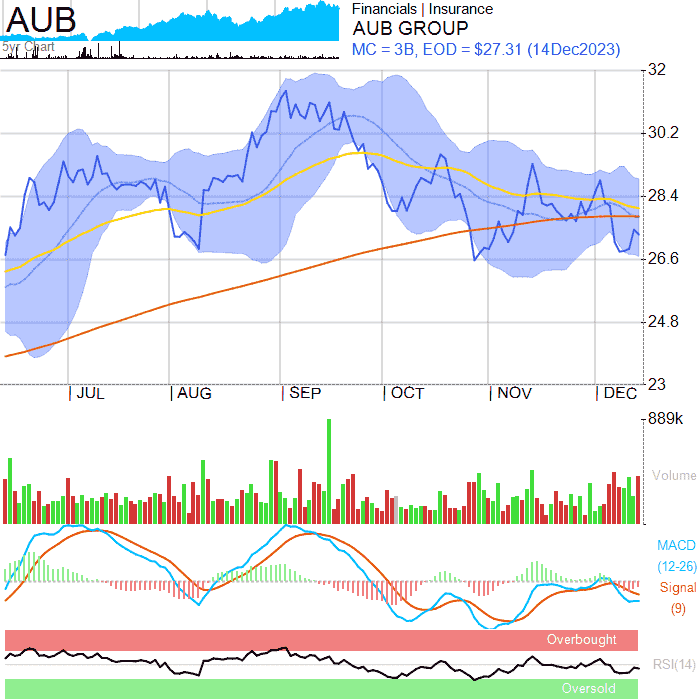 AUB
5yr Chart
Financials | Insurance
AUB GROUP
MC = 3B, EOD = $27.31 (14Dec2023)
32
30.2
28.4
26.6
24.8
23
JUL AUG SEP OCT NOV DEC
889k
Volume
MACD
(12-26)
Signal
(9)
Overbought
RSI(14)
Oversold